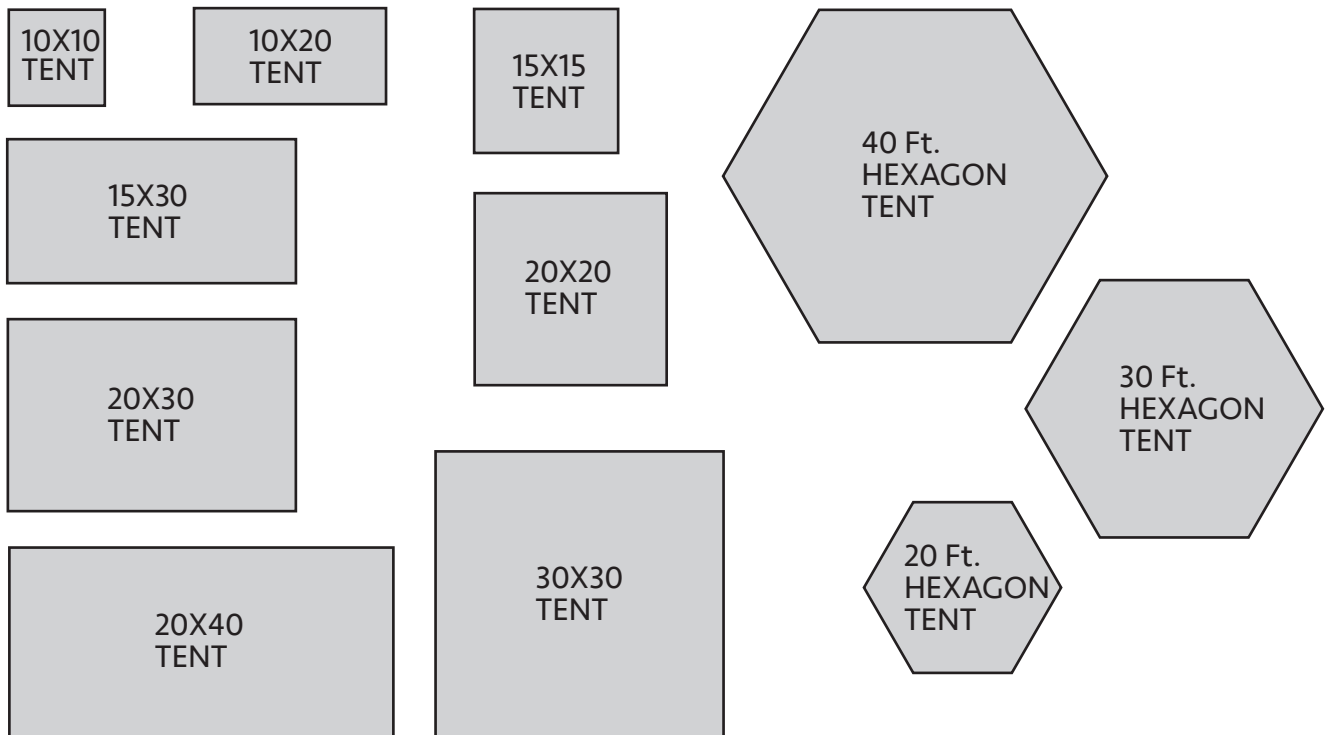 10X10
TENT
10X20
TENT
15X15
TENT
40 Ft.
HEXAGON
TENT
15X30
TENT
20X20
TENT
30 Ft.
HEXAGON
TENT
20X30
TENT
20 Ft.
HEXAGON
TENT
30X30
TENT
20X40
TENT